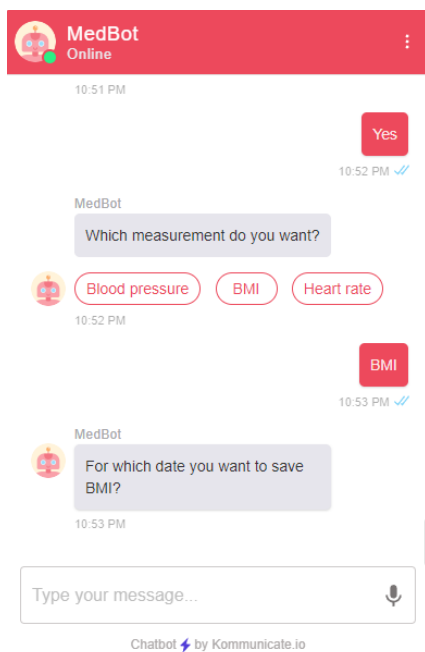 MedBot
Online
10:51 PM
Yes
10:52 PM
MedBot
Which measurement do you want?
Blood pressure
BMI
Heart rate
10:52 PM
BMI
10:53 PM
MedBot
For which date you want to save
BMI?
10:53 PM
Type your message...
Chatbot by Kommunicate.io